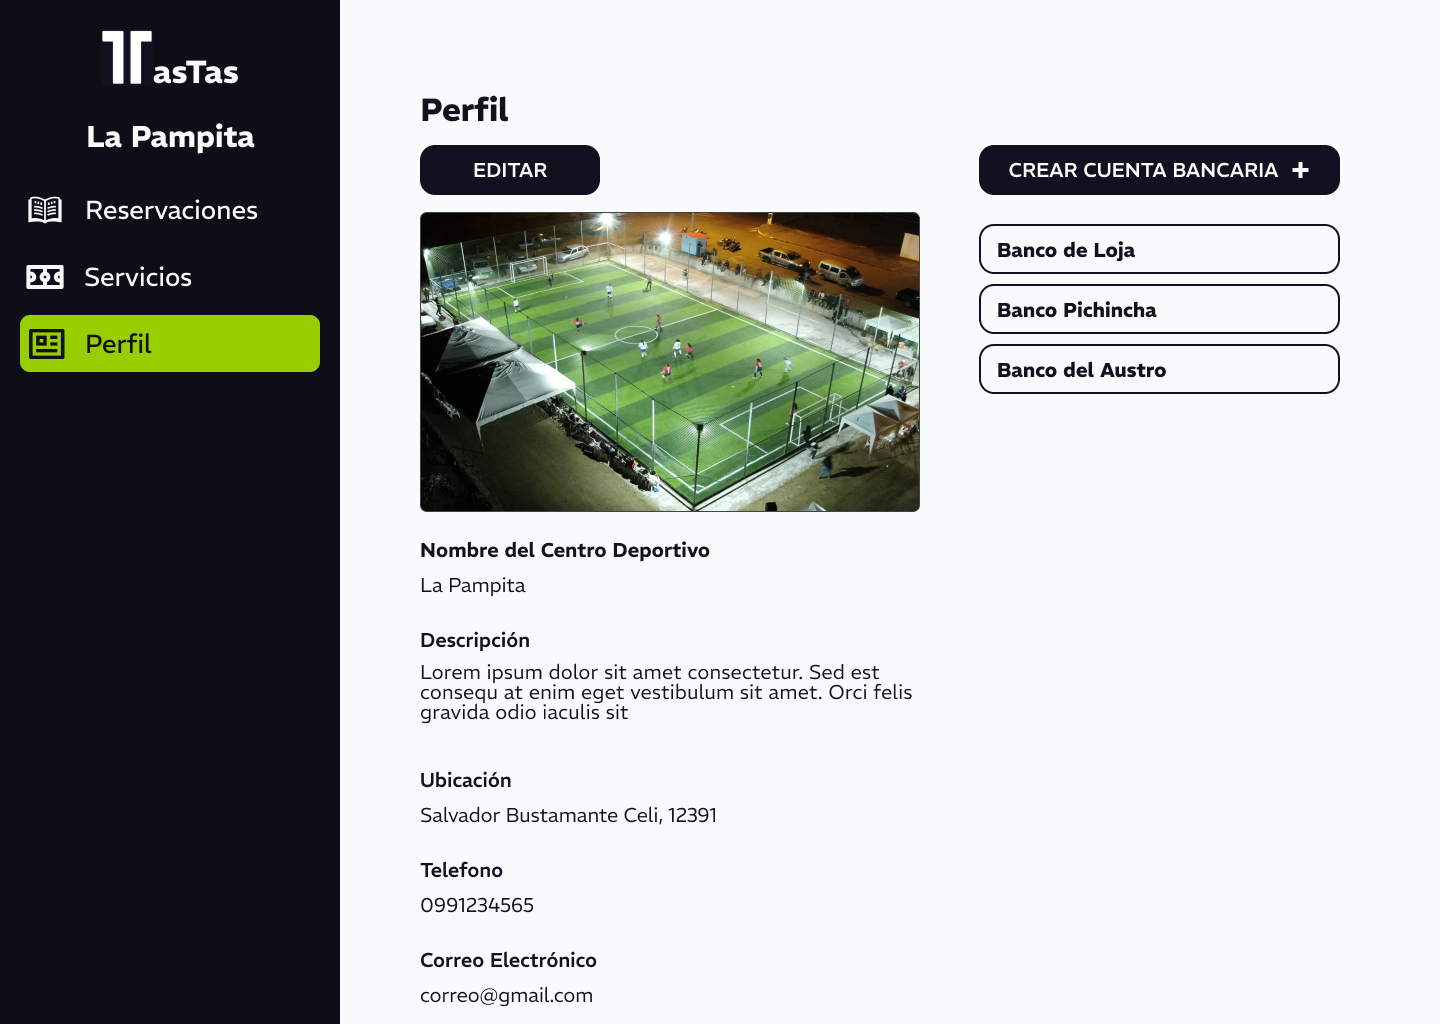 TTasTas
La Pampita
Reservaciones
Servicios
Perfil
Perfil
EDITAR
CREAR CUENTA BANCARIA +
Banco de Loja
Banco Pichincha
Banco del Austro
Nombre del Centro Deportivo
La Pampita
Descripción
Lorem ipsum dolor sit amet consectetur. Sed est
consequ at enim eget vestibulum sit amet. Orci felis
gravida odio iaculis sit
Ubicación
Salvador Bustamante Celi, 12391
Telefono
0991234565
Correo Electrónico
correo@gmail.com